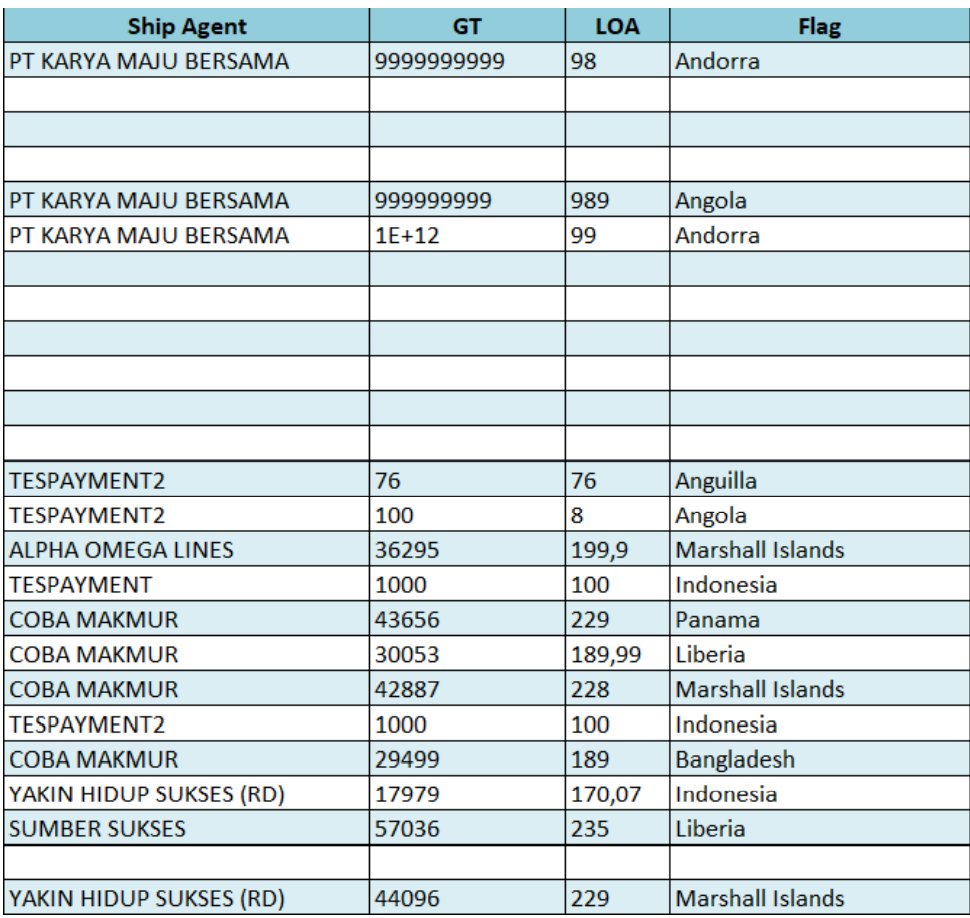 Ship Agent GT LOA Flag
PT KARYA MAJU BERSAMA 9999999999 98 Andorra
PT KARYA MAJU BERSAMA 999999999 989 Angola
PT KARYA MAJU BERSAMA 1E+12 99 Andorra
TESPAYMENT2 76 76 Anguilla
TESPAYMENT2 100 8 Angola
ALPHA OMEGA LINES 36295 199,9 Marshall Islands
TESPAYMENT 1000 100 Indonesia
COBA MAKMUR 43656 229 Panama
COBA MAKMUR 30053 189,99 Liberia
COBA MAKMUR 42887 228 Marshall Islands
TESPAYMENT2 1000 100 Indonesia
COBA MAKMUR 29499 189 Bangladesh
YAKIN HIDUP SUKSES (RD) 17979 170,07 Indonesia
SUMBER SUKSES 57036 235 Liberia
YAKIN HIDUP SUKSES (RD) 44096 229 Marshall Islands